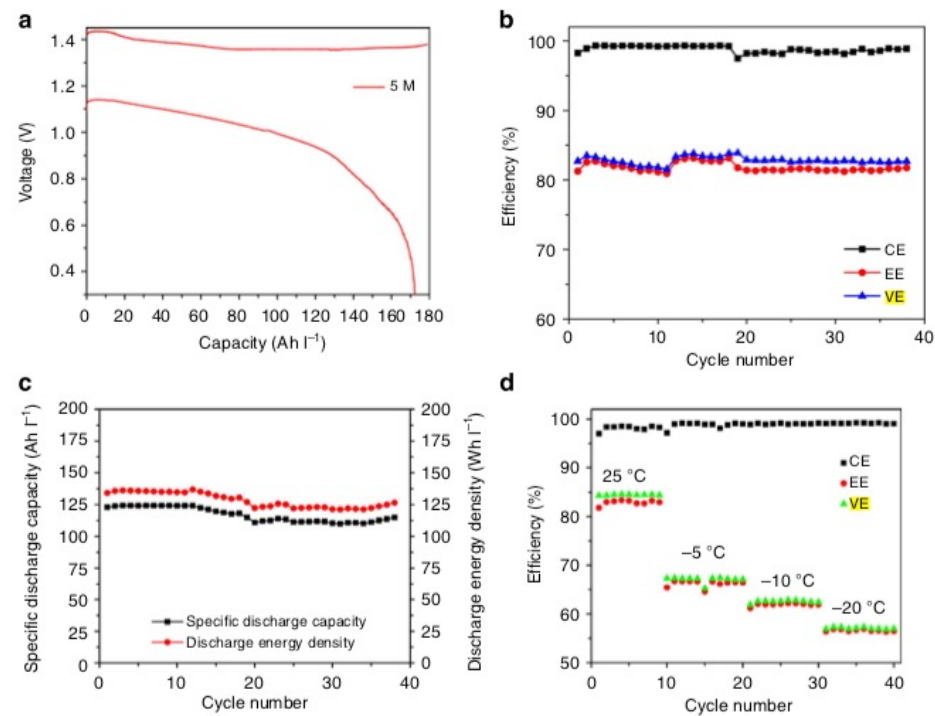 a
1.4
1.2
1.0
0.8
0.6
0.4
Voltage (V)
5 M
0 20 40 60 80 100 120 140 160 180
Capacity (Ah l⁻¹)
b
100
90
80
70
60
Efficiency (%)
CE
EE
VE
0 10 20 30 40
Cycle number
c
200
175
150
125
100
75
50
25
0
Specific discharge capacity (Ah l⁻¹)
Specific discharge capacity
Discharge energy density
200
175
150
125
100
75
50
25
0
Discharge energy density (Wh l⁻¹)
0 10 20 30 40
Cycle number
d
100
90
80
70
60
50
Efficiency (%)
CE
EE
VE
25 °C
–5 °C
–10 °C
–20 °C
0 10 20 30 40
Cycle number